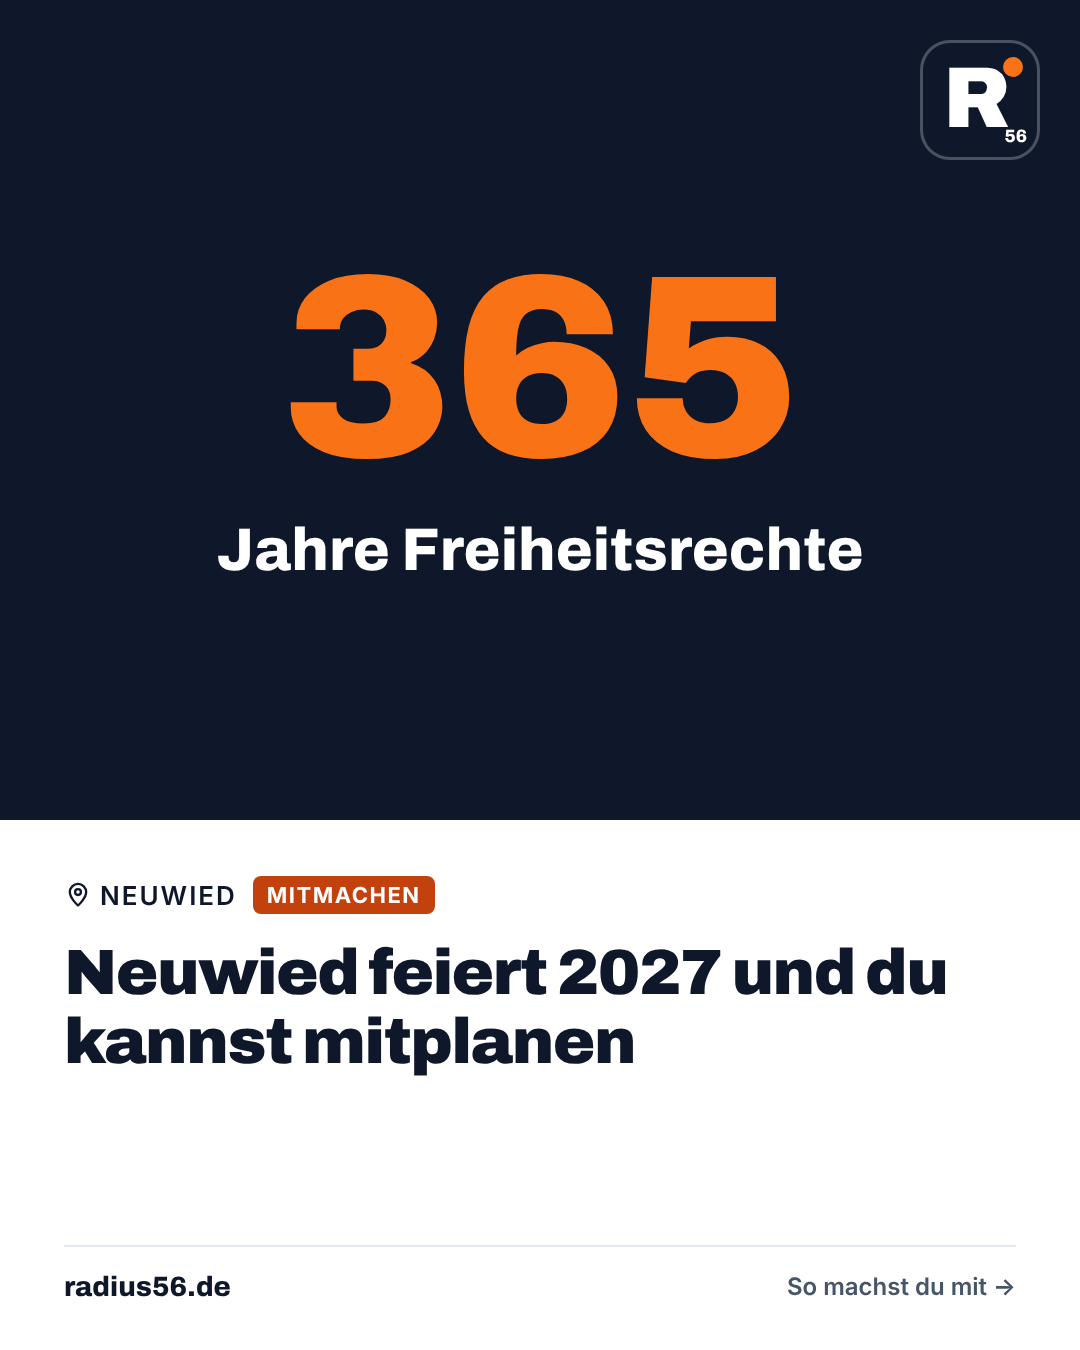 R
56
365
Jahre Freiheitsrechte
NEUWIED MITMACHEN
Neuwied feiert 2027 und du
kannst mitplanen
radius56.de So machst du mit →